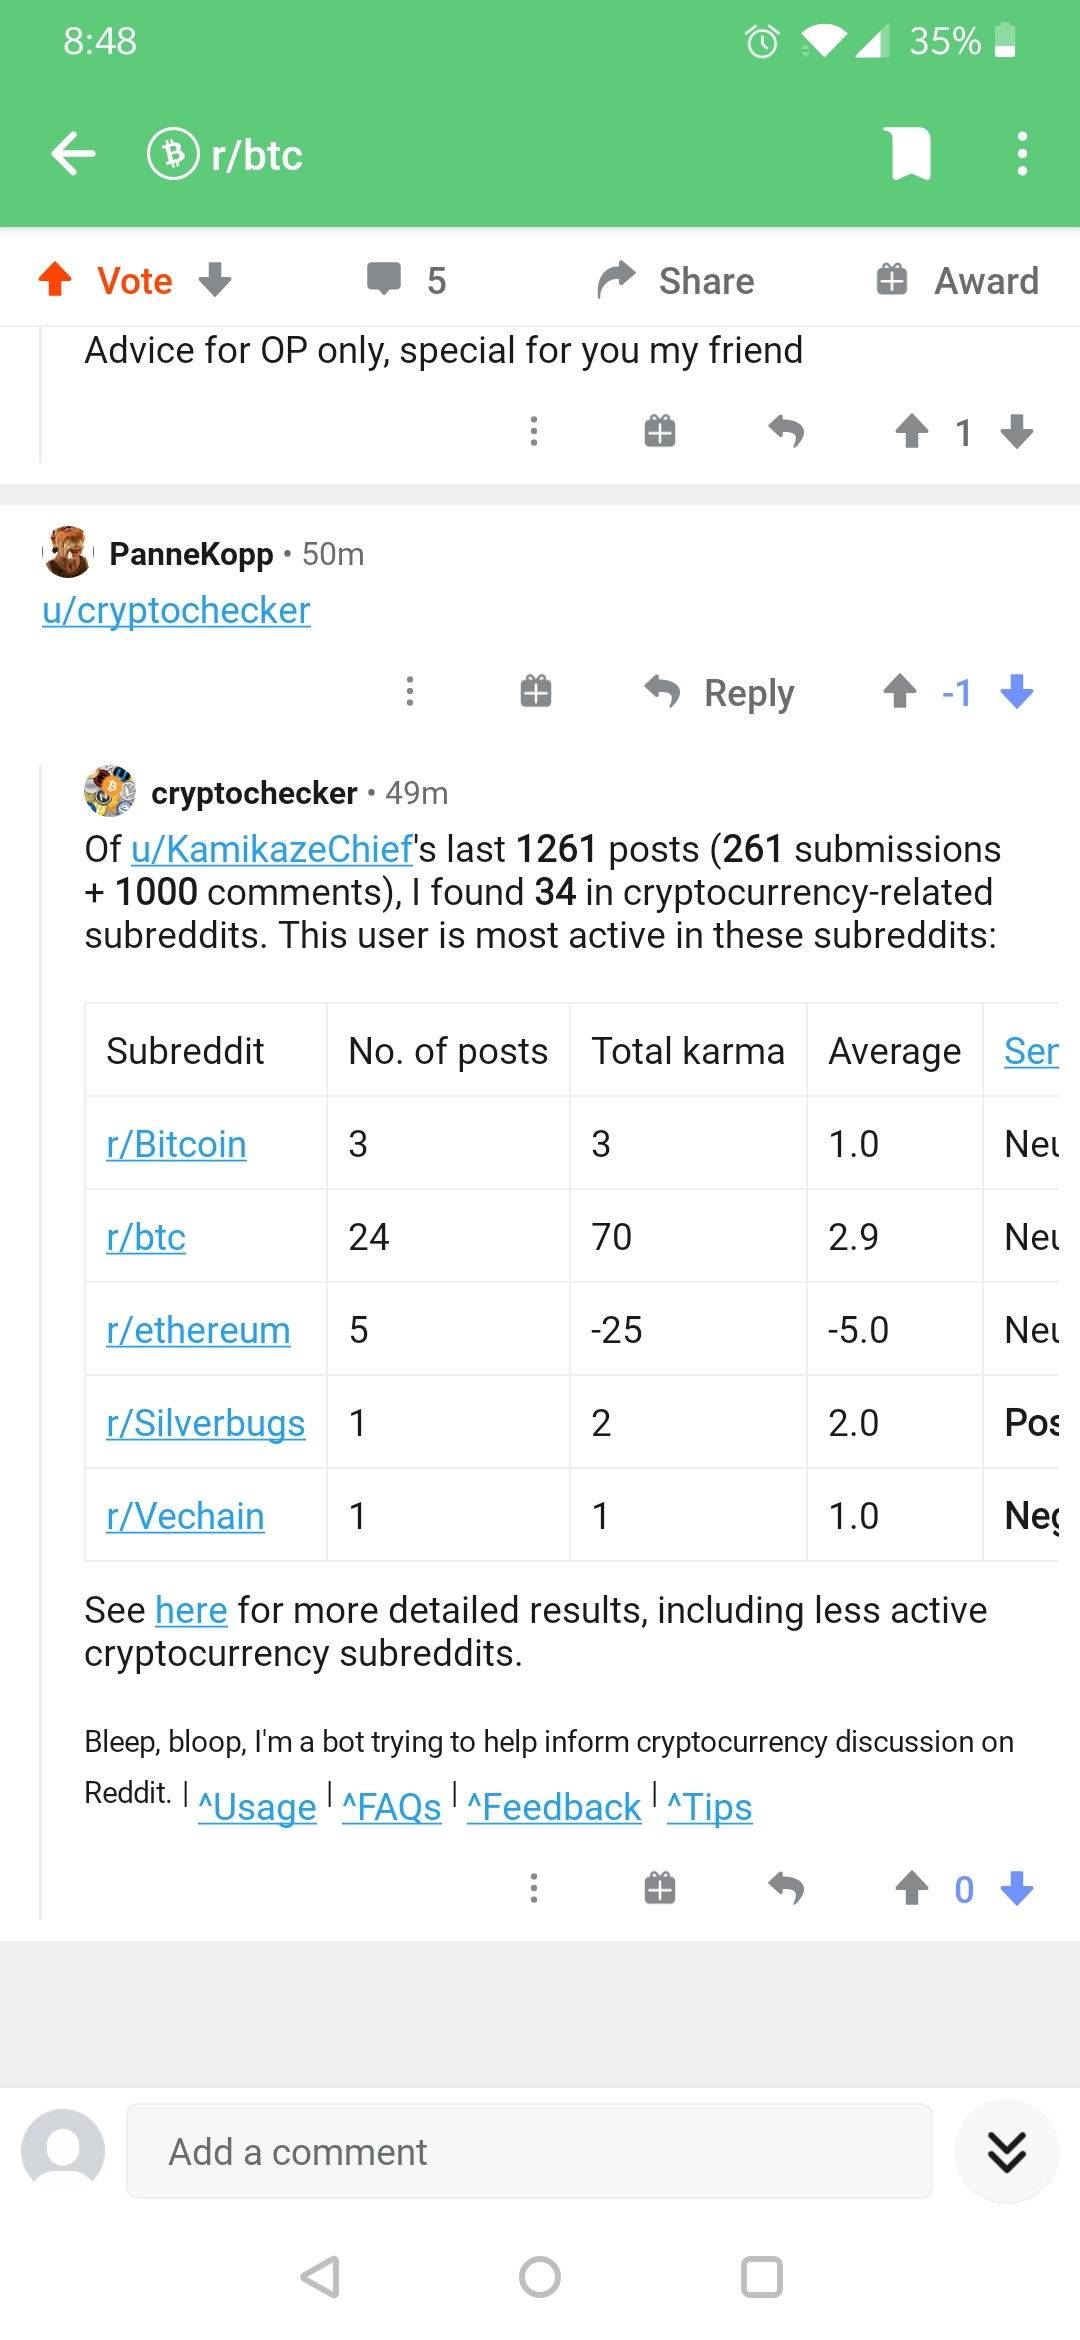 8:48
35%
r/btc
Vote
5
Share
Award
Advice for OP only, special for you my friend
1
PanneKopp • 50m
u/cryptochecker
Reply
-1
cryptochecker • 49m
Of u/KamikazeChief's last 1261 posts (261 submissions
+ 1000 comments), I found 34 in cryptocurrency-related
subreddits. This user is most active in these subreddits:
Subreddit No. of posts Total karma Average Sen
r/Bitcoin 3 3 1.0 Neu
r/btc 24 70 2.9 Neu
r/ethereum 5 -25 -5.0 Neu
r/Silverbugs 1 2 2.0 Pos
r/Vechain 1 1 1.0 Neg
See here for more detailed results, including less active
cryptocurrency subreddits.
Bleep, bloop, I'm a bot trying to help inform cryptocurrency discussion on
Reddit. | ^Usage | ^FAQs | ^Feedback | ^Tips
0
Add a comment